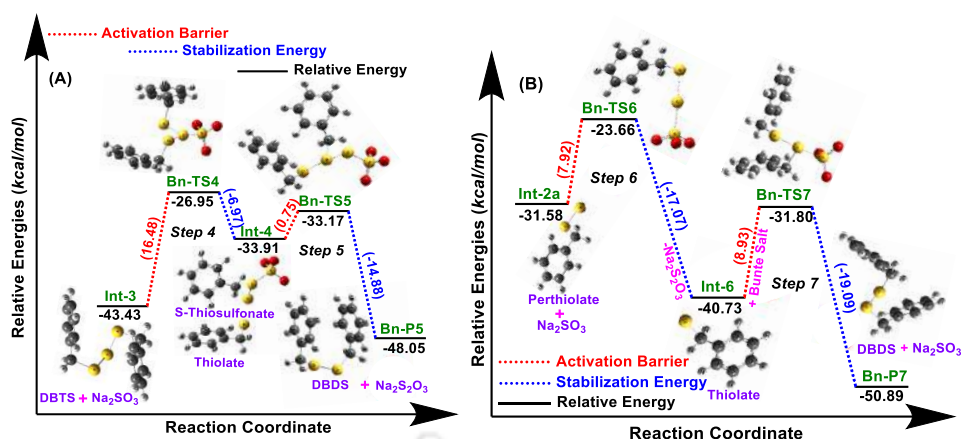 Activation Barrier
Stabilization Energy
Relative Energy
(A)
Relative Energies (kcal/mol)
Bn-TS4
-26.95
(16.48)
(-6.97)
Step 4
Int-4
-33.91
(0.75)
Bn-TS5
-33.17
Step 5
(-14.88)
Int-3
-43.43
S-Thiosulfonate
Thiolate
Bn-P5
-48.05
DBTS + Na2SO3
DBDS + Na2S2O3
Reaction Coordinate
(B)
Relative Energies (kcal/mol)
Bn-TS6
-23.66
(7.92)
Int-2a
-31.58
Step 6
(-17.07)
-Na2S2O3
Perthiolate
+
Na2SO3
Bn-TS7
-31.80
(8.93)
+ Bunte Salt
Step 7
(-19.09)
Int-6
-40.73
Thiolate
DBDS + Na2SO3
Bn-P7
-50.89
Activation Barrier
Stabilization Energy
Relative Energy
Reaction Coordinate